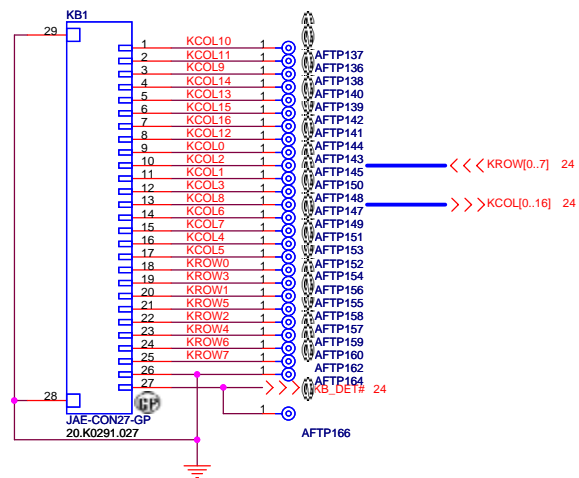 KB1
29
1 KCOL10 1 AFTP137
2 KCOL11 1 AFTP136
3 KCOL9 1 AFTP138
4 KCOL14 1 AFTP140
5 KCOL13 1 AFTP139
6 KCOL15 1 AFTP142
7 KCOL16 1 AFTP141
8 KCOL12 1 AFTP144
9 KCOL0 1 AFTP143
10 KCOL2 1 AFTP145
KROW[0..7] 24
11 KCOL1 1 AFTP150
12 KCOL3 1 AFTP148
13 KCOL8 1 AFTP147
KCOL[0..16] 24
14 KCOL6 1 AFTP149
15 KCOL7 1 AFTP151
16 KCOL4 1 AFTP153
17 KCOL5 1 AFTP152
18 KROW0 1 AFTP154
19 KROW3 1 AFTP156
20 KROW1 1 AFTP155
21 KROW5 1 AFTP158
22 KROW2 1 AFTP157
23 KROW4 1 AFTP159
24 KROW6 1 AFTP160
25 KROW7 1 AFTP162
26 1 AFTP164
27 KB_DET# 24
28 GP
1
JAE-CON27-GP
20.K0291.027
AFTP166